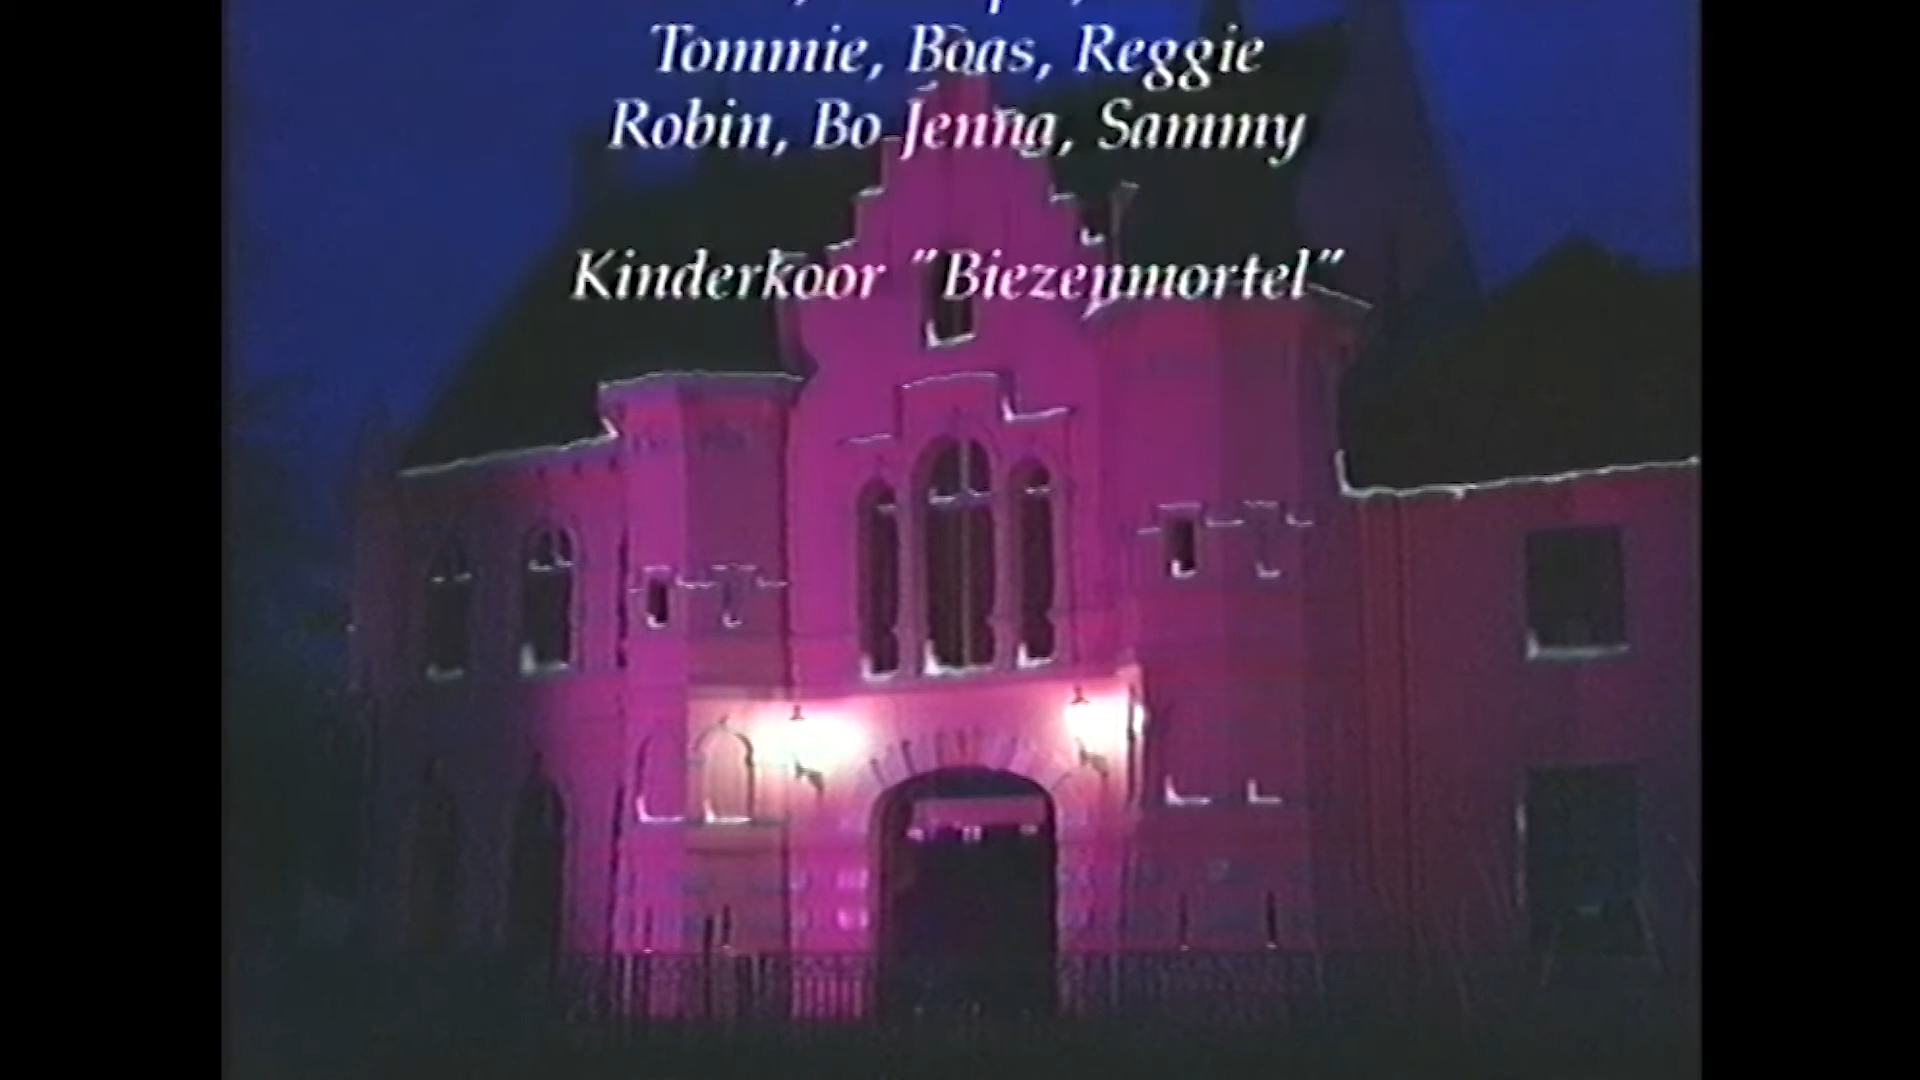 Tommie, Boas, Reggie
Robin, Bo-Jenna, Sammy
Kinderkoor "Biezenmortel"